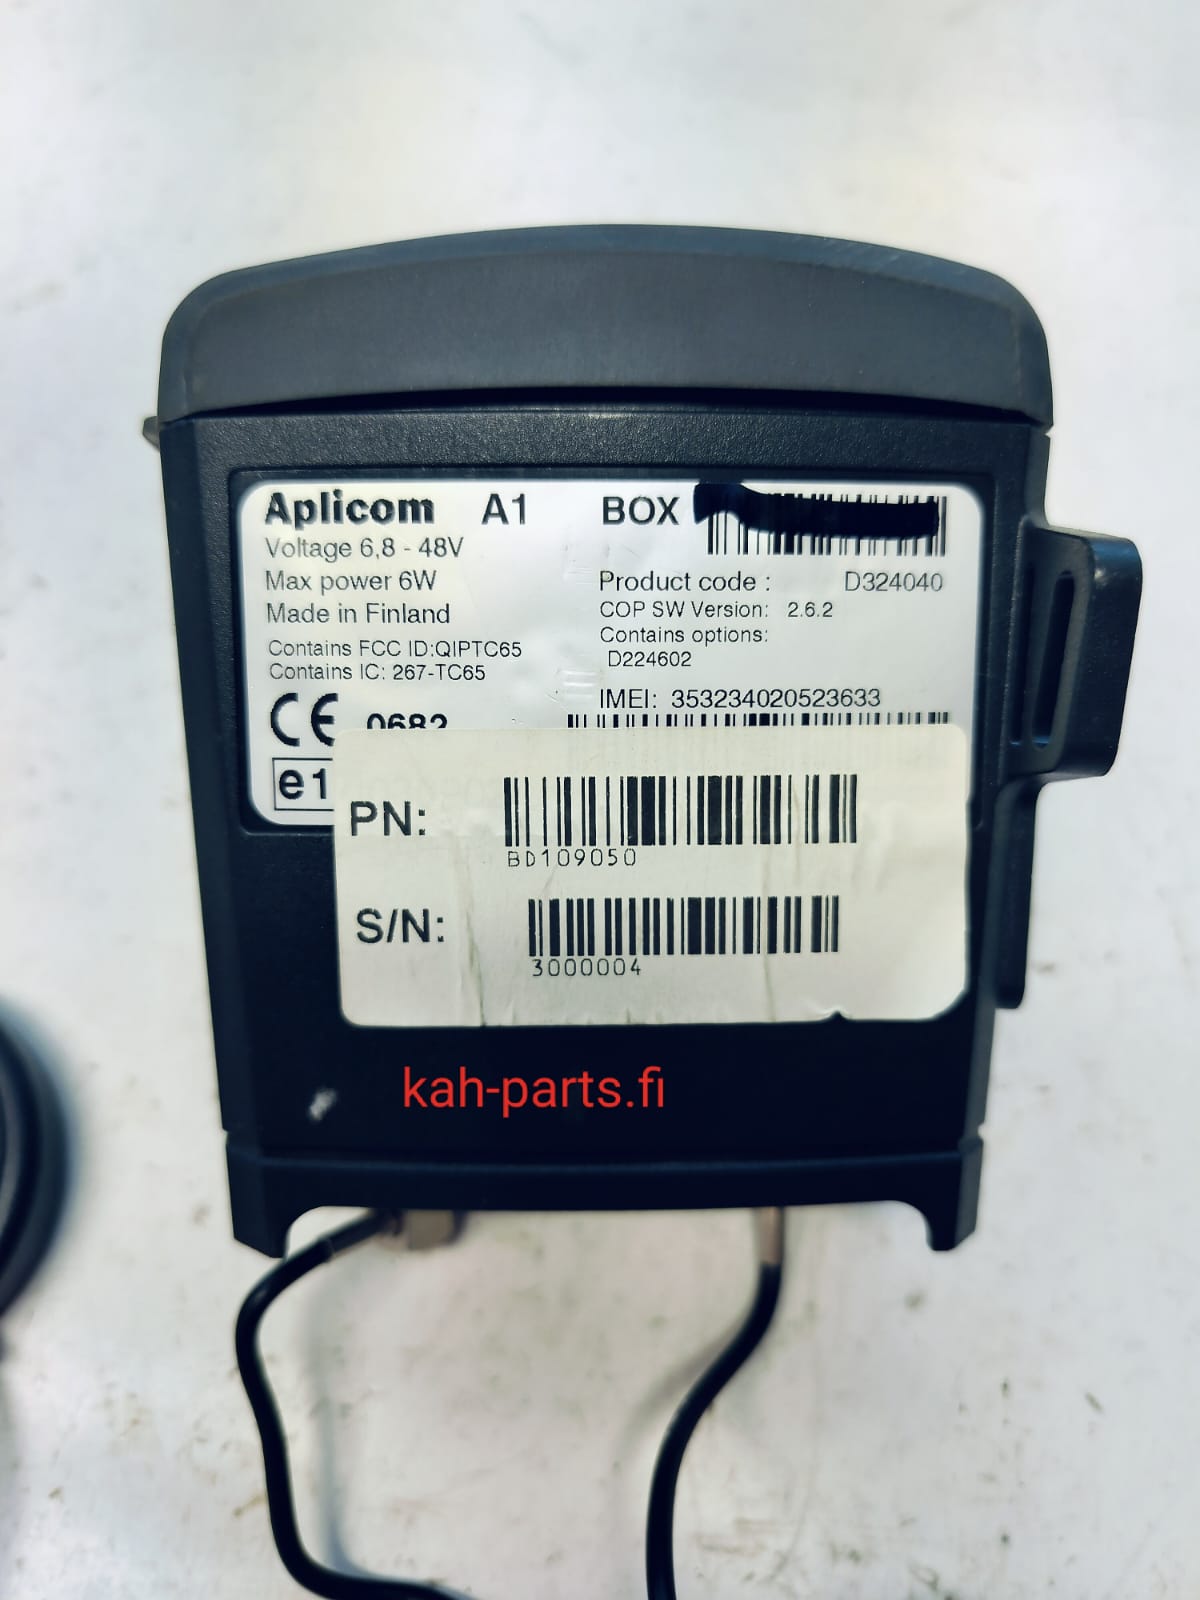 Aplicom A1 BOX
Voltage 6,8 - 48V
Max power 6W
Made in Finland
Contains FCC ID:QIPTC65
Contains IC: 267-TC65
CE 0682
e1
Product code : D324040
COP SW Version: 2.6.2
Contains options:
D224602
IMEI: 353234020523633
PN:
BD109050
S/N:
3000004
kah-parts.fi